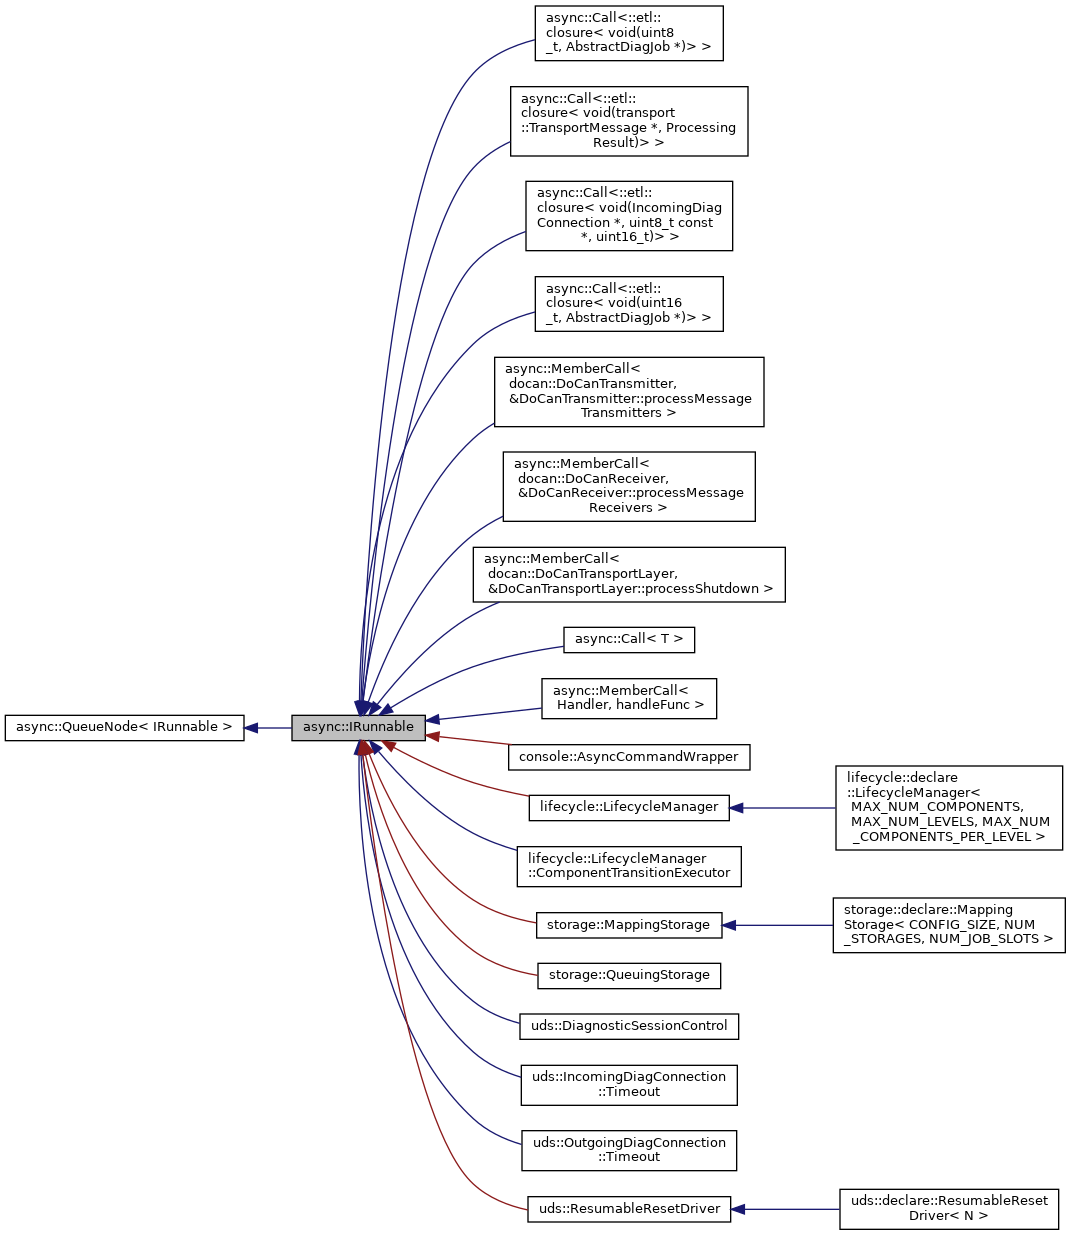 async::Call<::etl::
closure< void(uint8
_t, AbstractDiagJob *)> >
async::Call<::etl::
closure< void(transport
::TransportMessage *, Processing
Result)> >
async::Call<::etl::
closure< void(IncomingDiag
Connection *, uint8_t const
*, uint16_t)> >
async::Call<::etl::
closure< void(uint16
_t, AbstractDiagJob *)> >
async::MemberCall<
docan::DoCanTransmitter,
&DoCanTransmitter::processMessage
Transmitters >
async::MemberCall<
docan::DoCanReceiver,
&DoCanReceiver::processMessage
Receivers >
async::MemberCall<
docan::DoCanTransportLayer,
&DoCanTransportLayer::processShutdown >
async::Call< T >
async::MemberCall<
Handler, handleFunc >
async::QueueNode< IRunnable >
async::IRunnable
console::AsyncCommandWrapper
lifecycle::LifecycleManager
lifecycle::declare
::LifecycleManager<
MAX_NUM_COMPONENTS,
MAX_NUM_LEVELS, MAX_NUM
_COMPONENTS_PER_LEVEL >
lifecycle::LifecycleManager
::ComponentTransitionExecutor
storage::MappingStorage
storage::declare::Mapping
Storage< CONFIG_SIZE, NUM
_STORAGES, NUM_JOB_SLOTS >
storage::QueuingStorage
uds::DiagnosticSessionControl
uds::IncomingDiagConnection
::Timeout
uds::OutgoingDiagConnection
::Timeout
uds::ResumableResetDriver
uds::declare::ResumableReset
Driver< N >